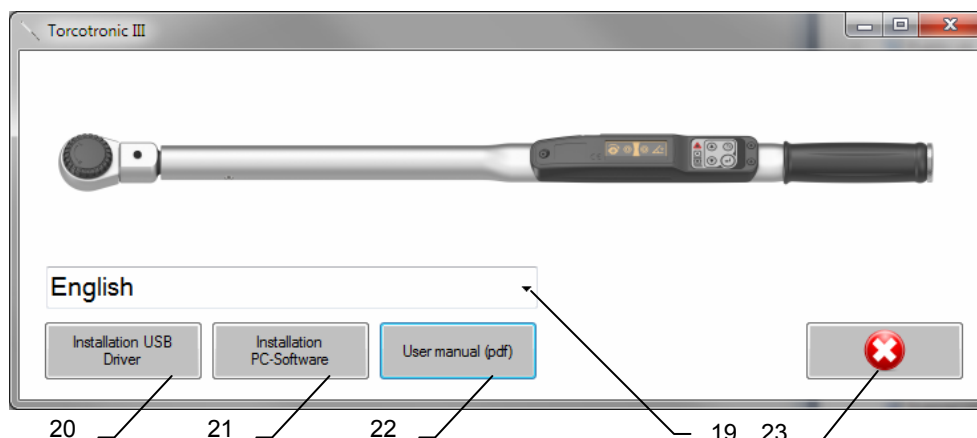 Torcotronic III
English
Installation USB
Driver
Installation
PC-Software
User manual (pdf)
20 21 22 19 23